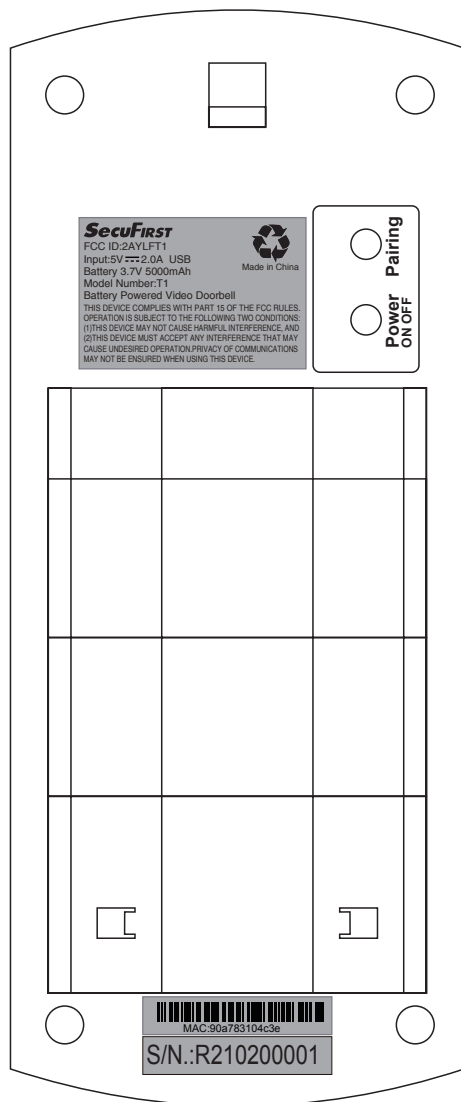 SECUFIRST
FCC ID:2AYLFT1
Input:5V⎓2.0A USB
Battery 3.7V 5000mAh
Model Number:T1
Battery Powered Video Doorbell
Made in China
THIS DEVICE COMPLIES WITH PART 15 OF THE FCC RULES.
OPERATION IS SUBJECT TO THE FOLLOWING TWO CONDITIONS:
(1)THIS DEVICE MAY NOT CAUSE HARMFUL INTERFERENCE, AND
(2)THIS DEVICE MUST ACCEPT ANY INTERFERENCE THAT MAY
CAUSE UNDESIRED OPERATION.PRIVACY OF COMMUNICATIONS
MAY NOT BE ENSURED WHEN USING THIS DEVICE.
Pairing
Power
ON OFF
MAC:90a783104c3e
S/N.:R210200001